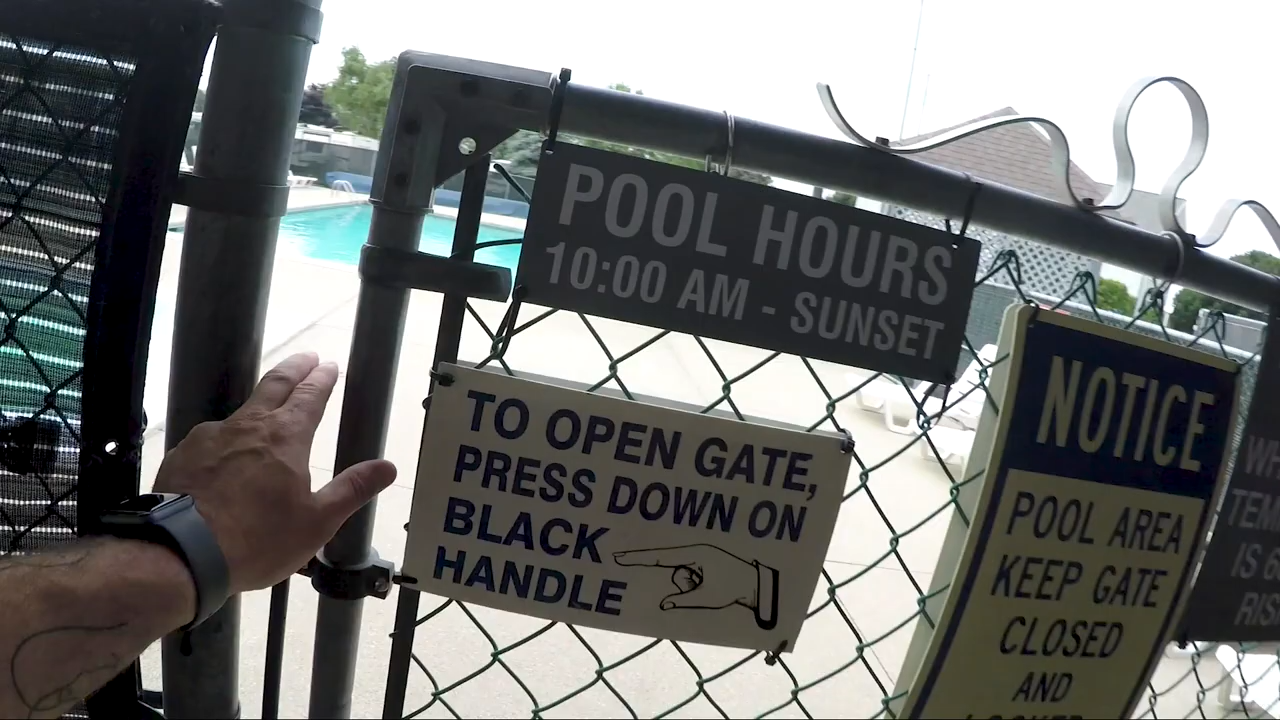 POOL HOURS
10:00 AM - SUNSET
TO OPEN GATE,
PRESS DOWN ON
BLACK
HANDLE
NOTICE
POOL AREA
KEEP GATE
CLOSED
AND
IS